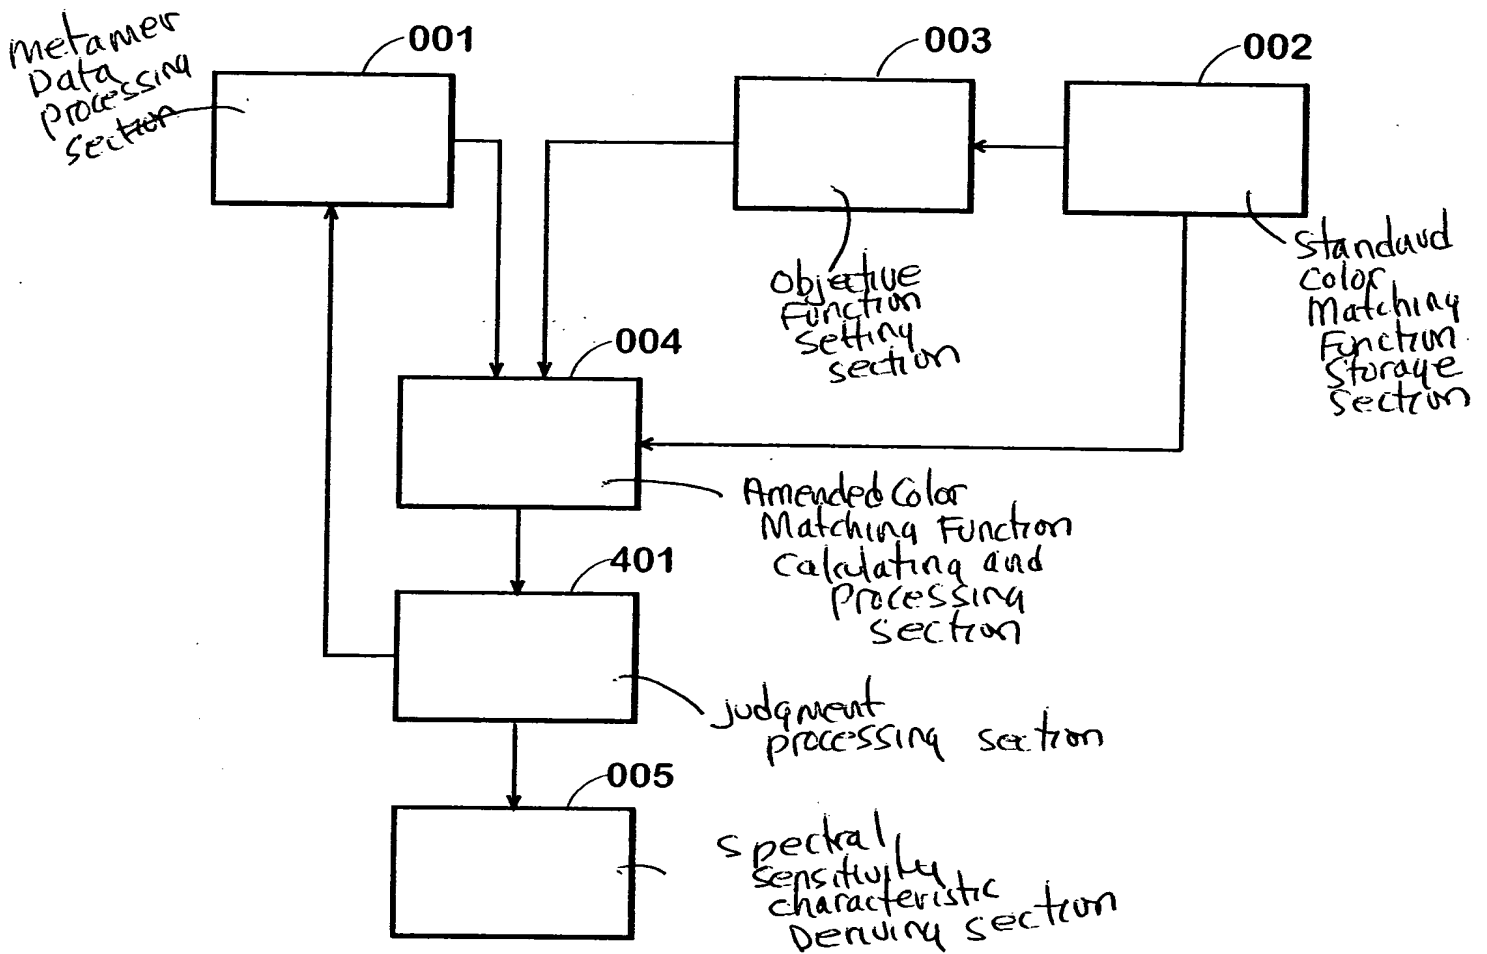 001
003
002
metamer
Data
Processing
section
Objective
Function
Setting
section
Standard
Color
Matching
Function
Storage
section
004
Amended Color
Matching Function
Calculating and
Processing
section
401
Judgment
processing section
005
Spectral
sensitivity
characteristic
Deriving section